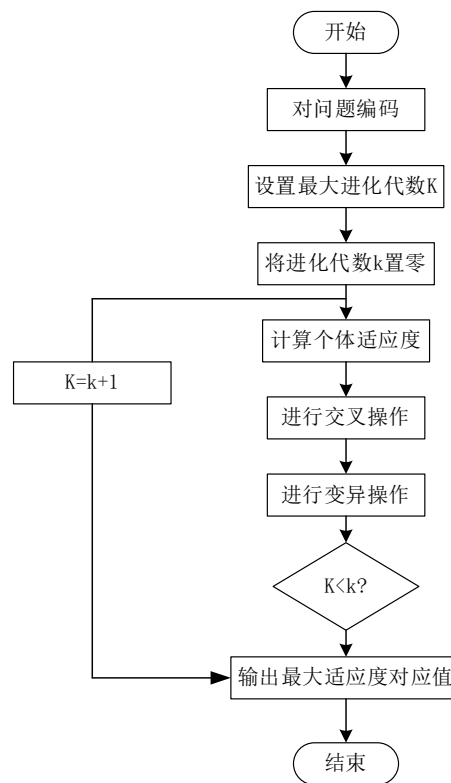 开始
对问题编码
设置最大进化代数K
将进化代数k置零
计算个体适应度
K=k+1
进行交叉操作
进行变异操作
K<k?
输出最大适应度对应值
结束